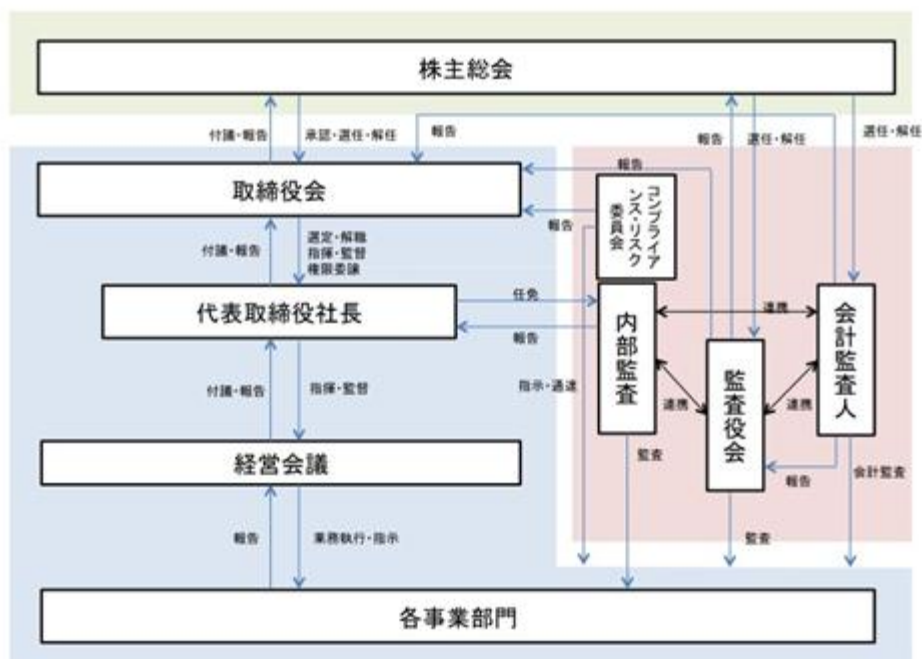 株主総会
付議・報告
承認・選任・解任
報告
報告
選任・解任
選任・解任
取締役会
報告
コンプライア
ンス・リスク
委員会
報告
付議・報告
選定・解職
指揮・監督
権限委譲
任免
代表取締役社長
報告
内部監査
連携
会計監査人
監査役会
付議・報告
指揮・監督
指示・通達
連携
連携
経営会議
監査
報告
会計監査
報告
業務執行・指示
監査
各事業部門